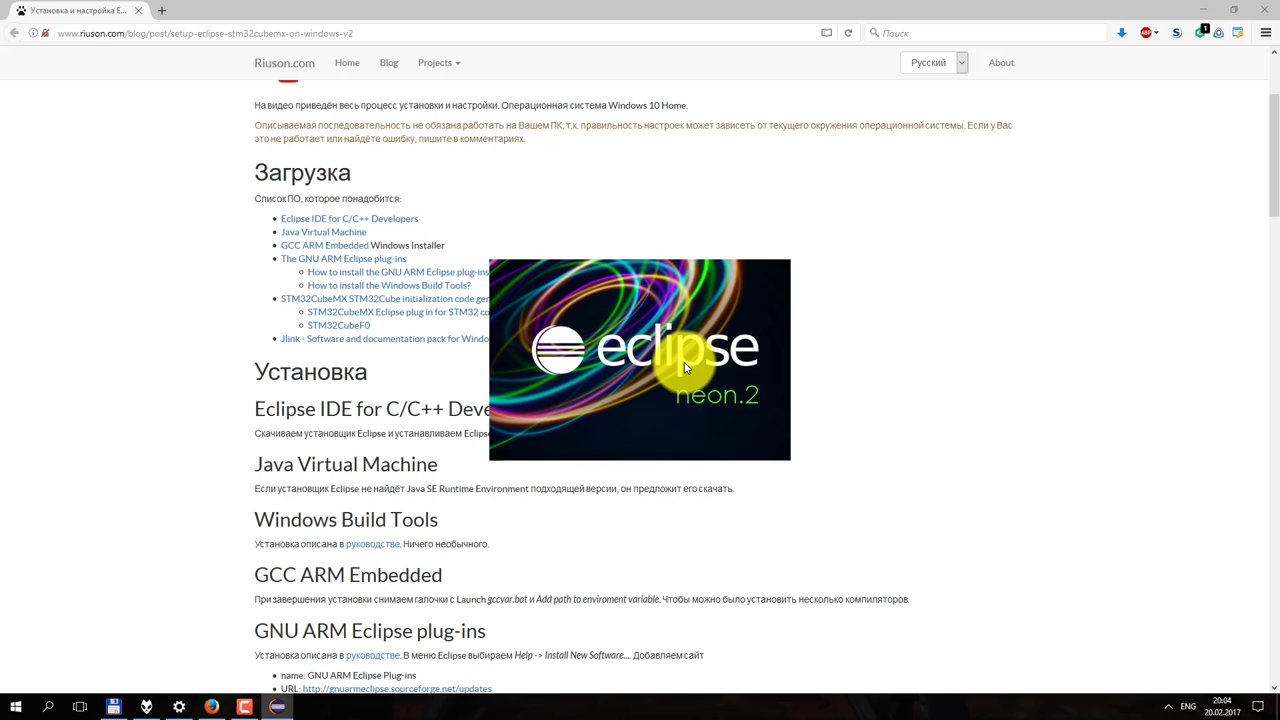 Установка и настройка E...
www.riuson.com/blog/post/setup-eclipse-stm32cubemx-on-windows-v2
Поиск
ABP
1
Riuson.com Home Blog Projects Русский About
На видео приведён весь процесс установки и настройки. Операционная система Windows 10 Home.
Описываемая последовательность не обязана работать на Вашем ПК, т.к. правильность настроек может зависеть от текущего окружения операционной системы. Если у Вас
это не работает или найдёте ошибку, пишите в комментариях.
Загрузка
Список ПО, которое понадобится:
Eclipse IDE for C/C++ Developers
Java Virtual Machine
GCC ARM Embedded Windows Installer
The GNU ARM Eclipse plug-ins
How to install the GNU ARM Eclipse plug-ins
How to install the Windows Build Tools?
STM32CubeMX STM32Cube initialization code gen
STM32CubeMX Eclipse plug in for STM32 co
STM32CubeF0
Jlink - Software and documentation pack for Windo
eclipse
neon.2
Установка
Eclipse IDE for C/C++ Deve
Скачиваем установщик Eclipse и устанавливаем Eclipse
Java Virtual Machine
Если установщик Eclipse не найдёт Java SE Runtime Environment подходящей версии, он предложит его скачать.
Windows Build Tools
Установка описана в руководстве. Ничего необычного.
GCC ARM Embedded
При завершения установки снимаем галочки с Launch gccvar.bat и Add path to enviroment variable. Чтобы можно было установить несколько компиляторов.
GNU ARM Eclipse plug-ins
Установка описана в руководстве. В меню Eclipse выбираем Help -> Install New Software.... Добавляем сайт
name: GNU ARM Eclipse Plug-ins
URL: http://gnuarmeclipse.sourceforge.net/updates
ENG
20:04
20.02.2017